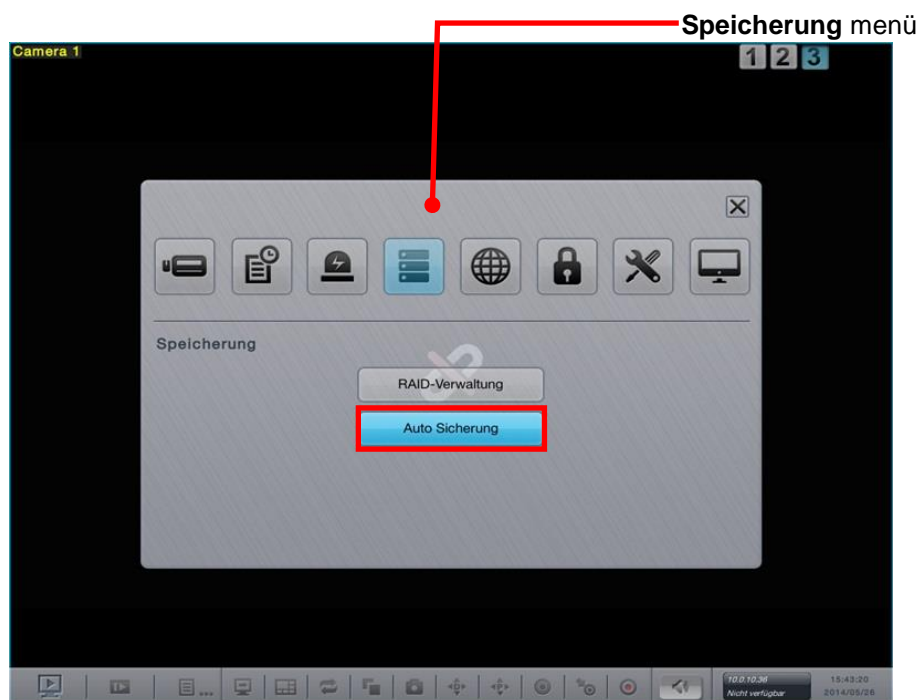 Speicherung menü
Camera 1
1 2 3
Speicherung
RAID-Verwaltung
Auto Sicherung
10.0.10.36
15:43:20
Nicht verfügbar
2014/05/26